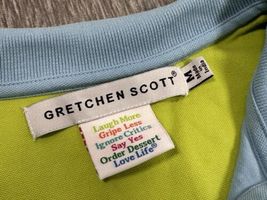 GRETCHEN SCOTT®
M
Laugh More
Gripe Less
Ignore Critics
Say Yes
Order Dessert
Love Life®